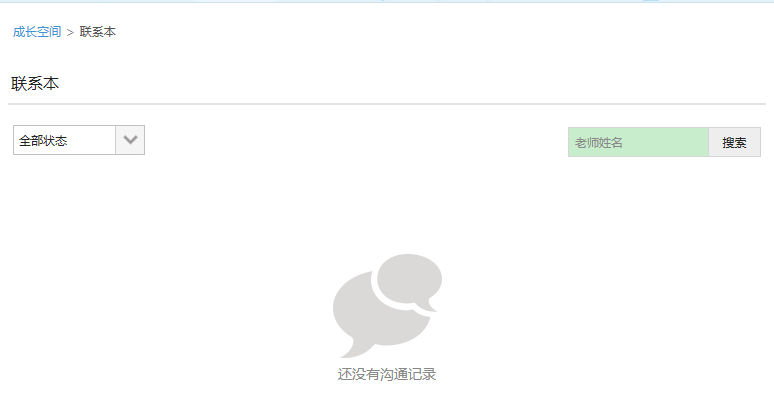 成长空间 > 联系本
联系本
全部状态
老师姓名 搜索
还没有沟通记录